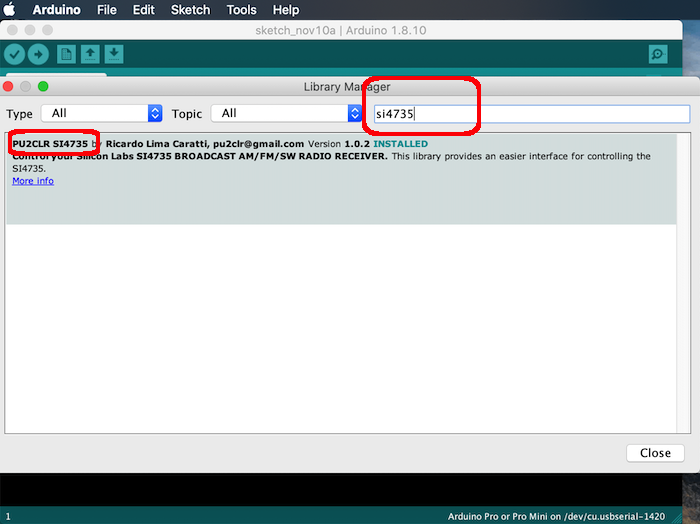 Arduino File Edit Sketch Tools Help
sketch_nov10a | Arduino 1.8.10
Library Manager
Type All Topic All si4735
PU2CLR SI4735 by Ricardo Lima Caratti, pu2clr@gmail.com Version 1.0.2 INSTALLED
Control your Silicon Labs SI4735 BROADCAST AM/FM/SW RADIO RECEIVER. This library provides an easier interface for controlling the
SI4735.
More info
Close
1 Arduino Pro or Pro Mini on /dev/cu.usbserial-1420